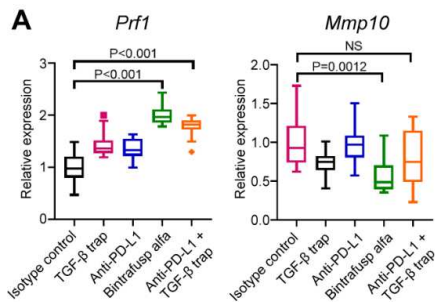 A
Prf1
P<0.001
P<0.001
Relative expression
3
2
1
0
Isotype control
TGF-β trap
Anti-PD-L1
Bintrafusp alfa
Anti-PD-L1 +
TGF-β trap
Mmp10
NS
P=0.0012
Relative expression
2.0
1.5
1.0
0.5
0.0
Isotype control
TGF-β trap
Anti-PD-L1
Bintrafusp alfa
Anti-PD-L1 +
TGF-β trap